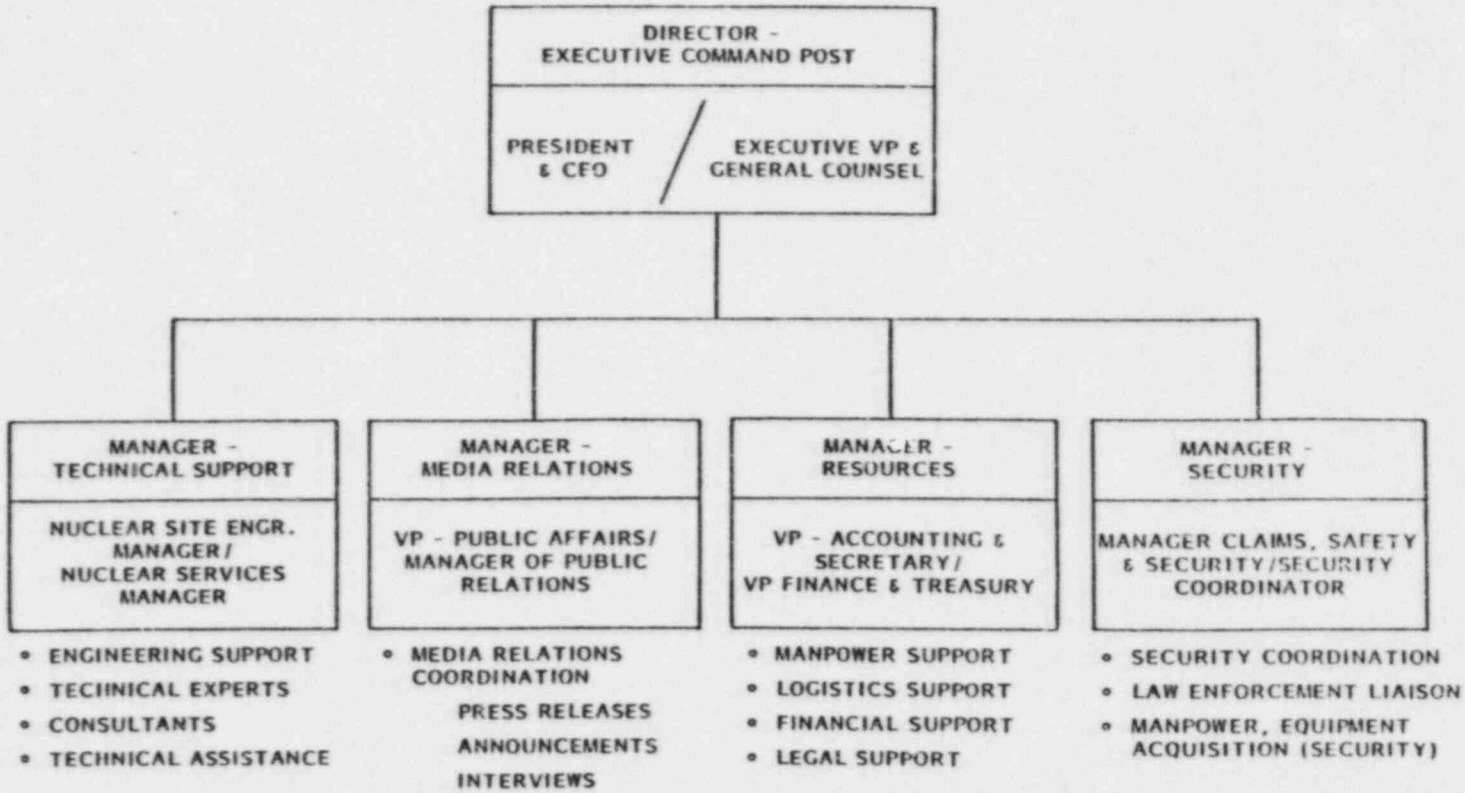 DIRECTOR -
EXECUTIVE COMMAND POST
PRESIDENT
& CEO
/
EXECUTIVE VP &
GENERAL COUNSEL
MANAGER -
TECHNICAL SUPPORT
NUCLEAR SITE ENGR.
MANAGER/
NUCLEAR SERVICES
MANAGER
• ENGINEERING SUPPORT
• TECHNICAL EXPERTS
• CONSULTANTS
• TECHNICAL ASSISTANCE
MANAGER -
MEDIA RELATIONS
VP - PUBLIC AFFAIRS/
MANAGER OF PUBLIC
RELATIONS
• MEDIA RELATIONS
COORDINATION
PRESS RELEASES
ANNOUNCEMENTS
INTERVIEWS
MANAGER -
RESOURCES
VP - ACCOUNTING &
SECRETARY/
VP FINANCE & TREASURY
• MANPOWER SUPPORT
• LOGISTICS SUPPORT
• FINANCIAL SUPPORT
• LEGAL SUPPORT
MANAGER -
SECURITY
MANAGER CLAIMS, SAFETY
& SECURITY/SECURITY
COORDINATOR
• SECURITY COORDINATION
• LAW ENFORCEMENT LIAISON
• MANPOWER, EQUIPMENT
ACQUISITION (SECURITY)